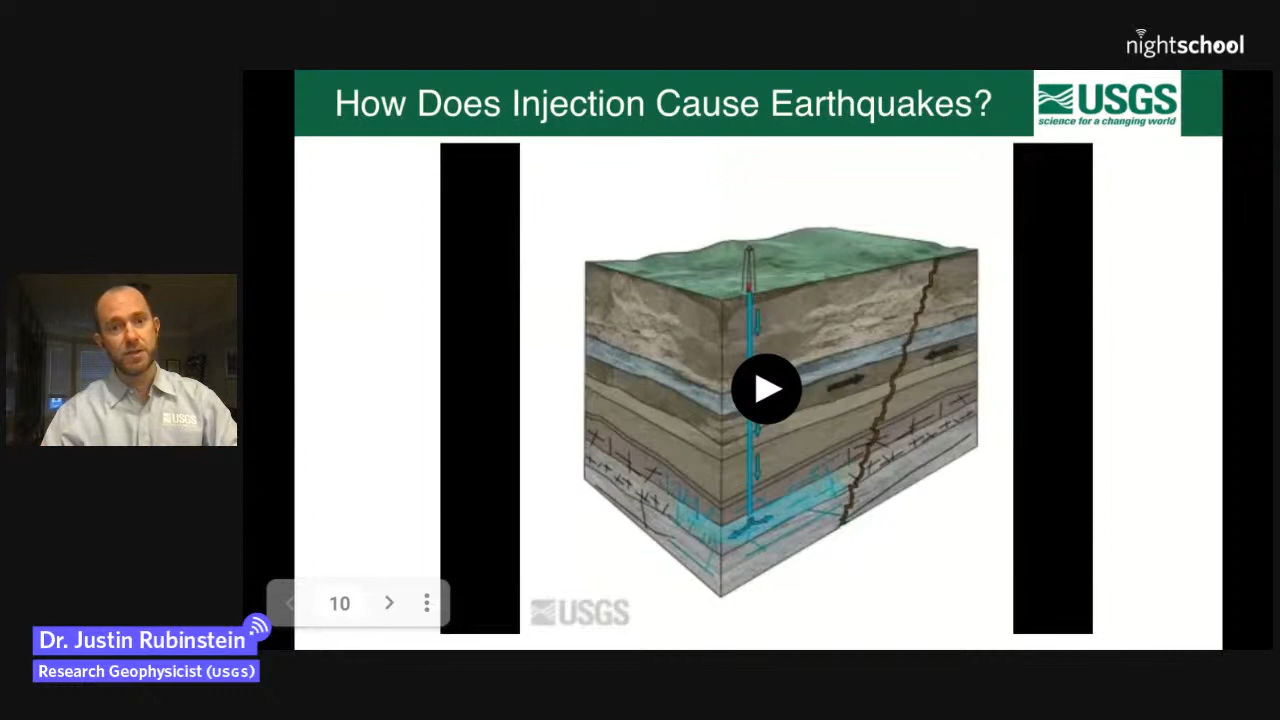 nightschool
How Does Injection Cause Earthquakes?
USGS
science for a changing world
USGS
USGS
10
Dr. Justin Rubinstein
Research Geophysicist (USGS)